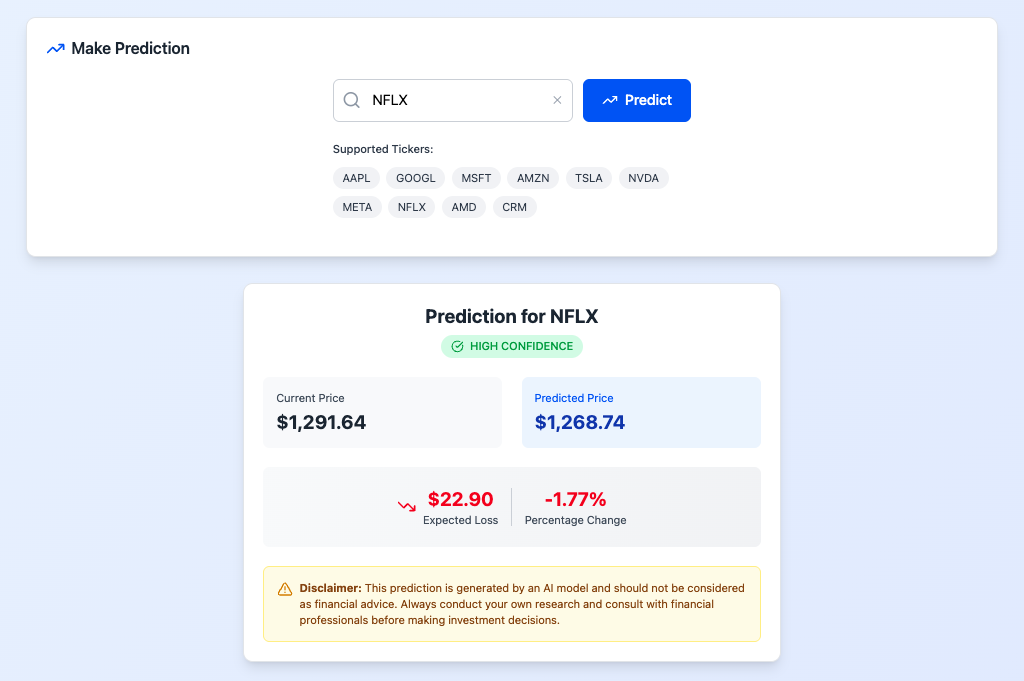 Make Prediction
NFLX
Predict
Supported Tickers:
AAPL GOOGL MSFT AMZN TSLA NVDA
META NFLX AMD CRM
Prediction for NFLX
HIGH CONFIDENCE
Current Price
$1,291.64
Predicted Price
$1,268.74
$22.90
Expected Loss
-1.77%
Percentage Change
Disclaimer: This prediction is generated by an AI model and should not be considered
as financial advice. Always conduct your own research and consult with financial
professionals before making investment decisions.